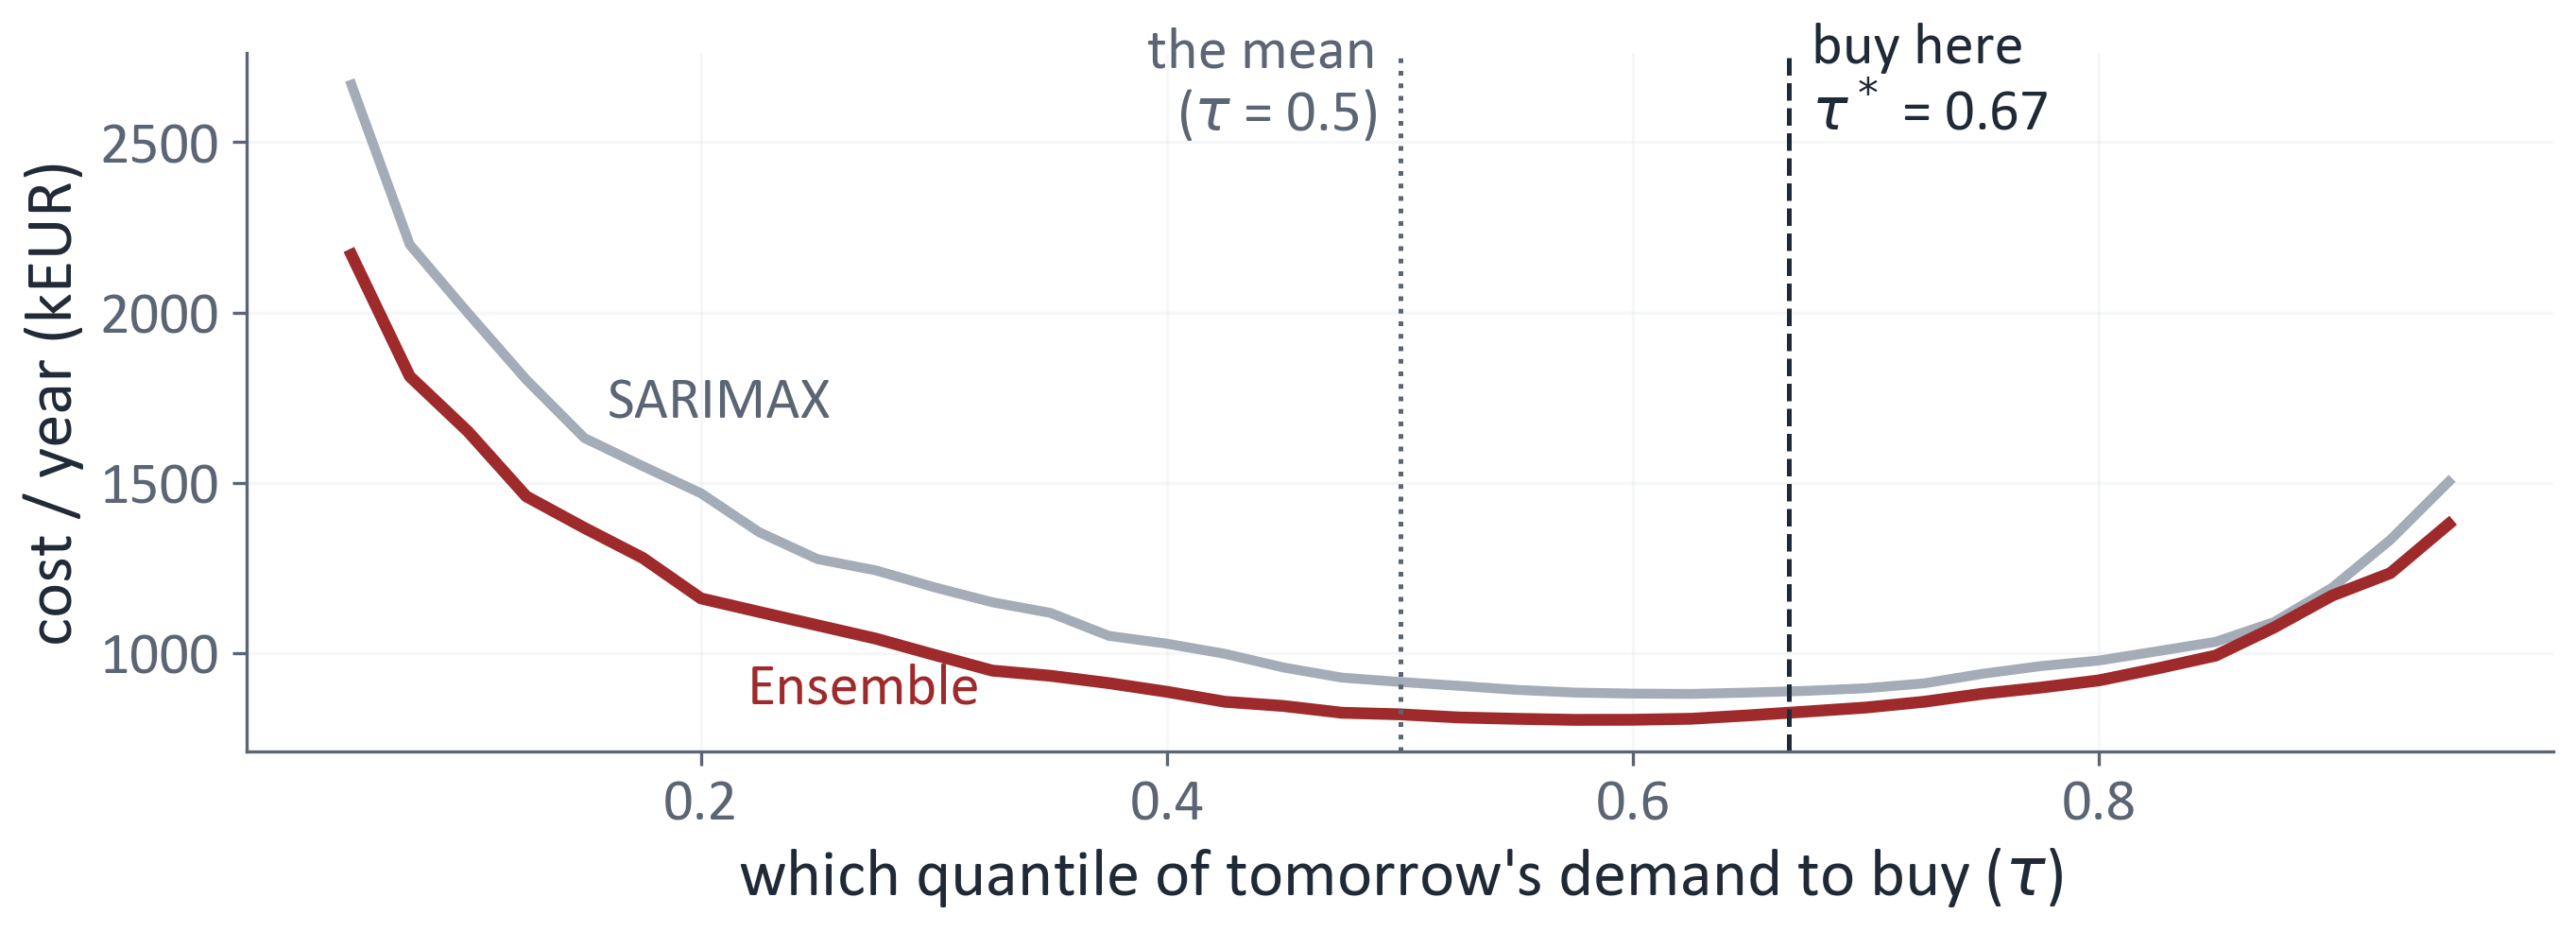 the mean
(τ = 0.5)
buy here
τ* = 0.67
cost / year (kEUR)
2500
2000
1500
1000
SARIMAX
Ensemble
0.2
0.4
0.6
0.8
which quantile of tomorrow's demand to buy (τ)